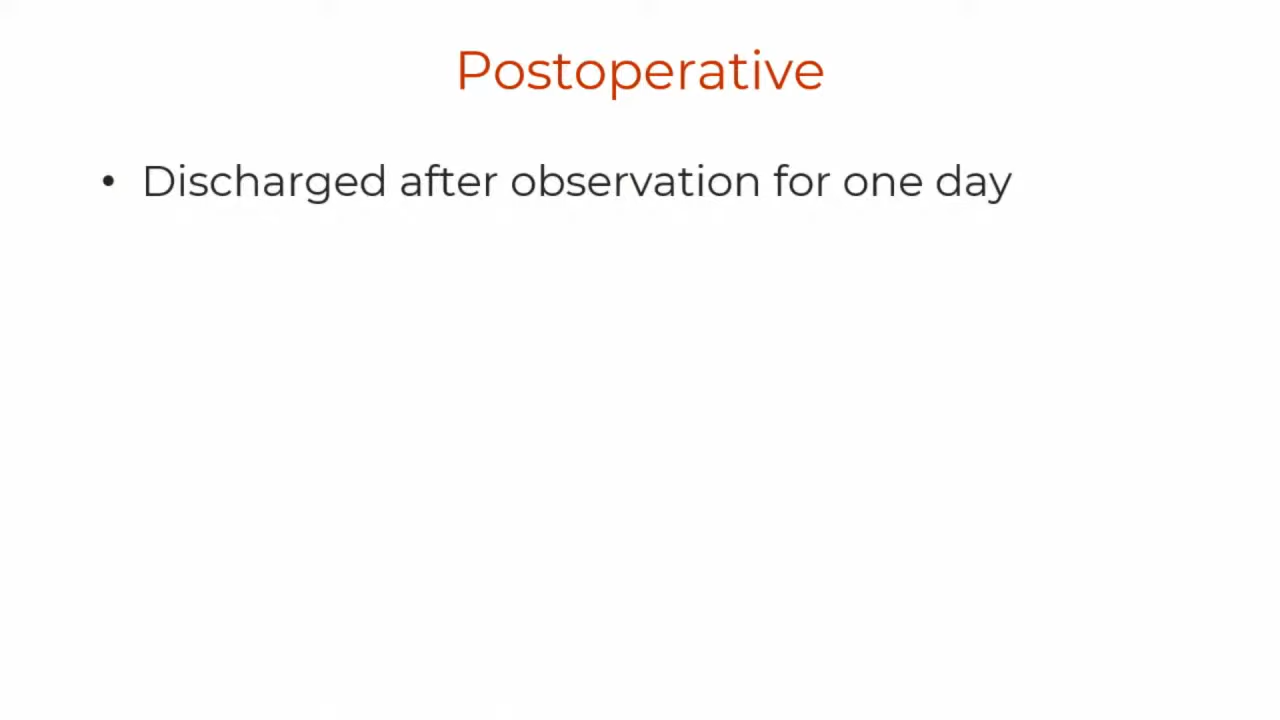 Postoperative
• Discharged after observation for one day